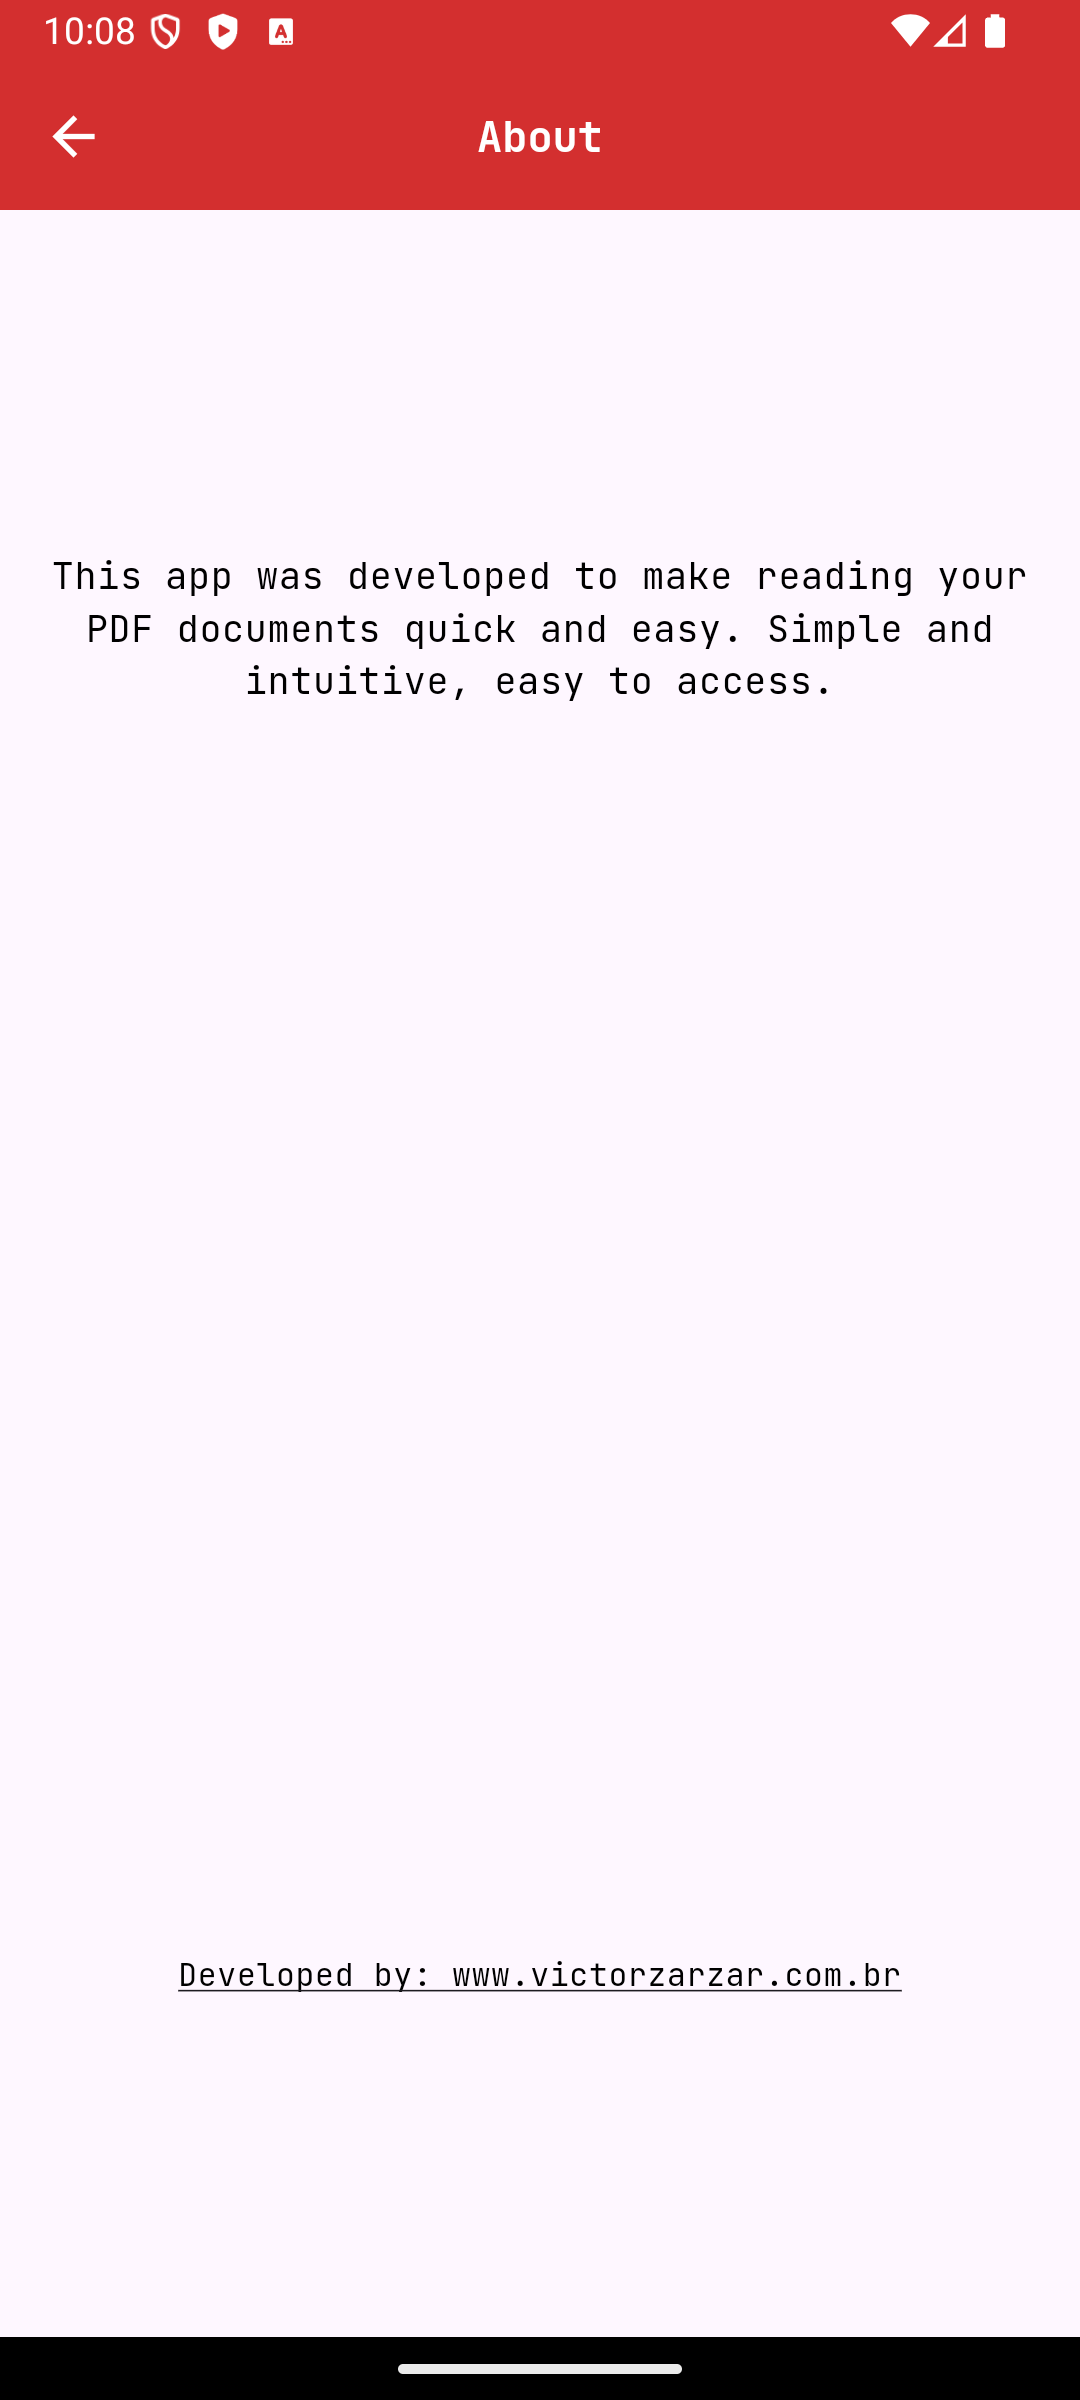 10:08
About
This app was developed to make reading your
PDF documents quick and easy. Simple and
intuitive, easy to access.
Developed by: www.victorzarzar.com.br